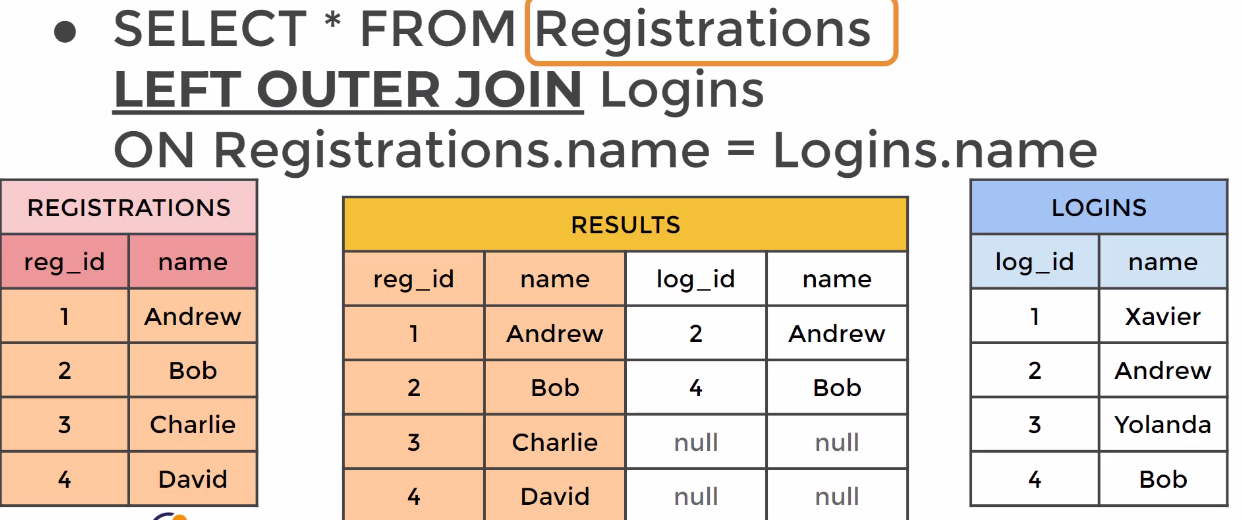 ● SELECT * FROM Registrations
LEFT OUTER JOIN Logins
ON Registrations.name = Logins.name
REGISTRATIONS
reg_id name
1 Andrew
2 Bob
3 Charlie
4 David
RESULTS
reg_id name log_id name
1 Andrew 2 Andrew
2 Bob 4 Bob
3 Charlie null null
4 David null null
LOGINS
log_id name
1 Xavier
2 Andrew
3 Yolanda
4 Bob